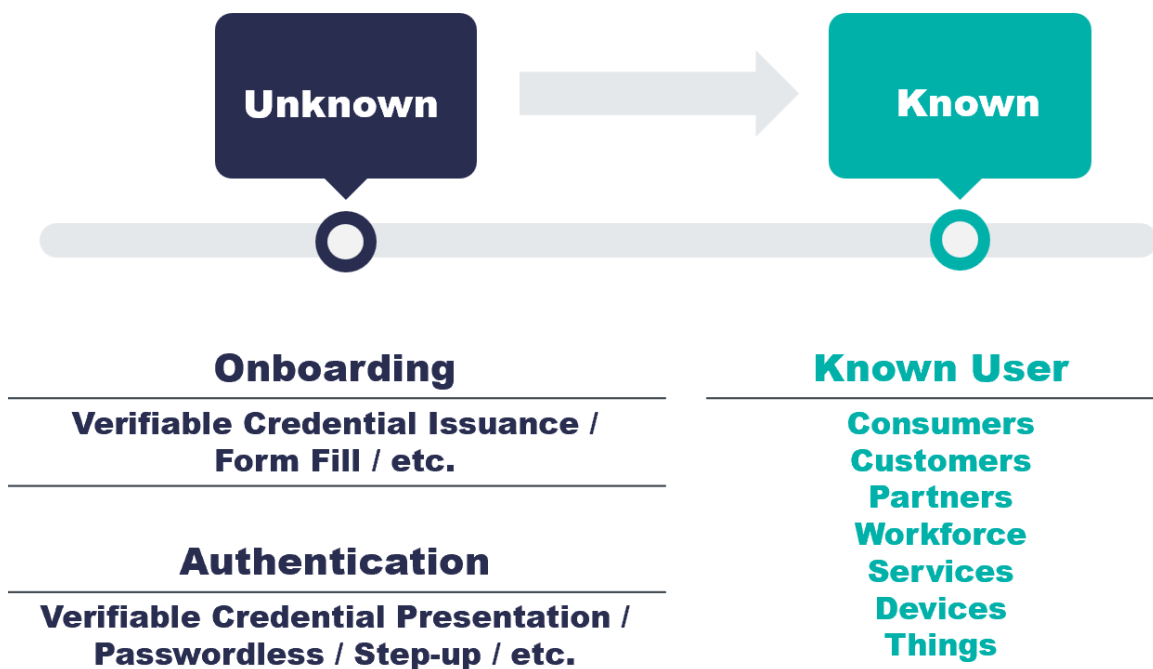 Unknown
Known
Onboarding
Verifiable Credential Issuance /
Form Fill / etc.
Authentication
Verifiable Credential Presentation /
Passwordless / Step-up / etc.
Known User
Consumers
Customers
Partners
Workforce
Services
Devices
Things